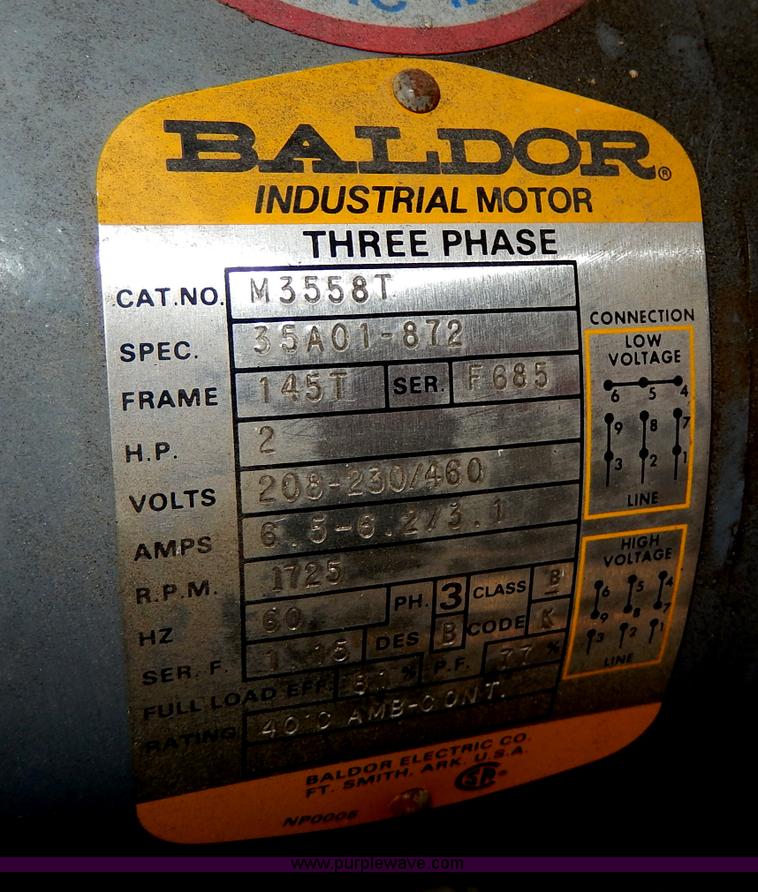 BALDOR®
INDUSTRIAL MOTOR
THREE PHASE
CAT.NO. M3558T
SPEC. 35A01-872
FRAME 145T SER. F685
H.P. 2
VOLTS 208-230/460
AMPS 6.5-6.2/3.1
R.P.M. 1725
HZ 60 PH. 3 CLASS B
SER. F. 1.15 DES B CODE K
FULL LOAD EFF. 81 % P.F. 77 %
RATING 40°C AMB-CONT.
CONNECTION
LOW
VOLTAGE
6 5 4
9 8 7
3 2 1
LINE
HIGH
VOLTAGE
6 5 4
9 8 7
3 2 1
LINE
BALDOR ELECTRIC CO.
FT. SMITH, ARK. U.S.A.
SA®
NP0005
www.purplewave.com